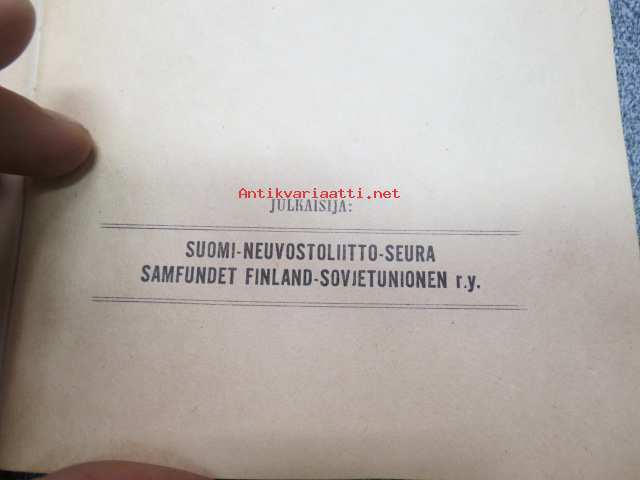 Antikvariaatti.net
JULKAISIJA:
SUOMI-NEUVOSTOLIITTO-SEURA
SAMFUNDET FINLAND-SOVJETUNIONEN r.y.